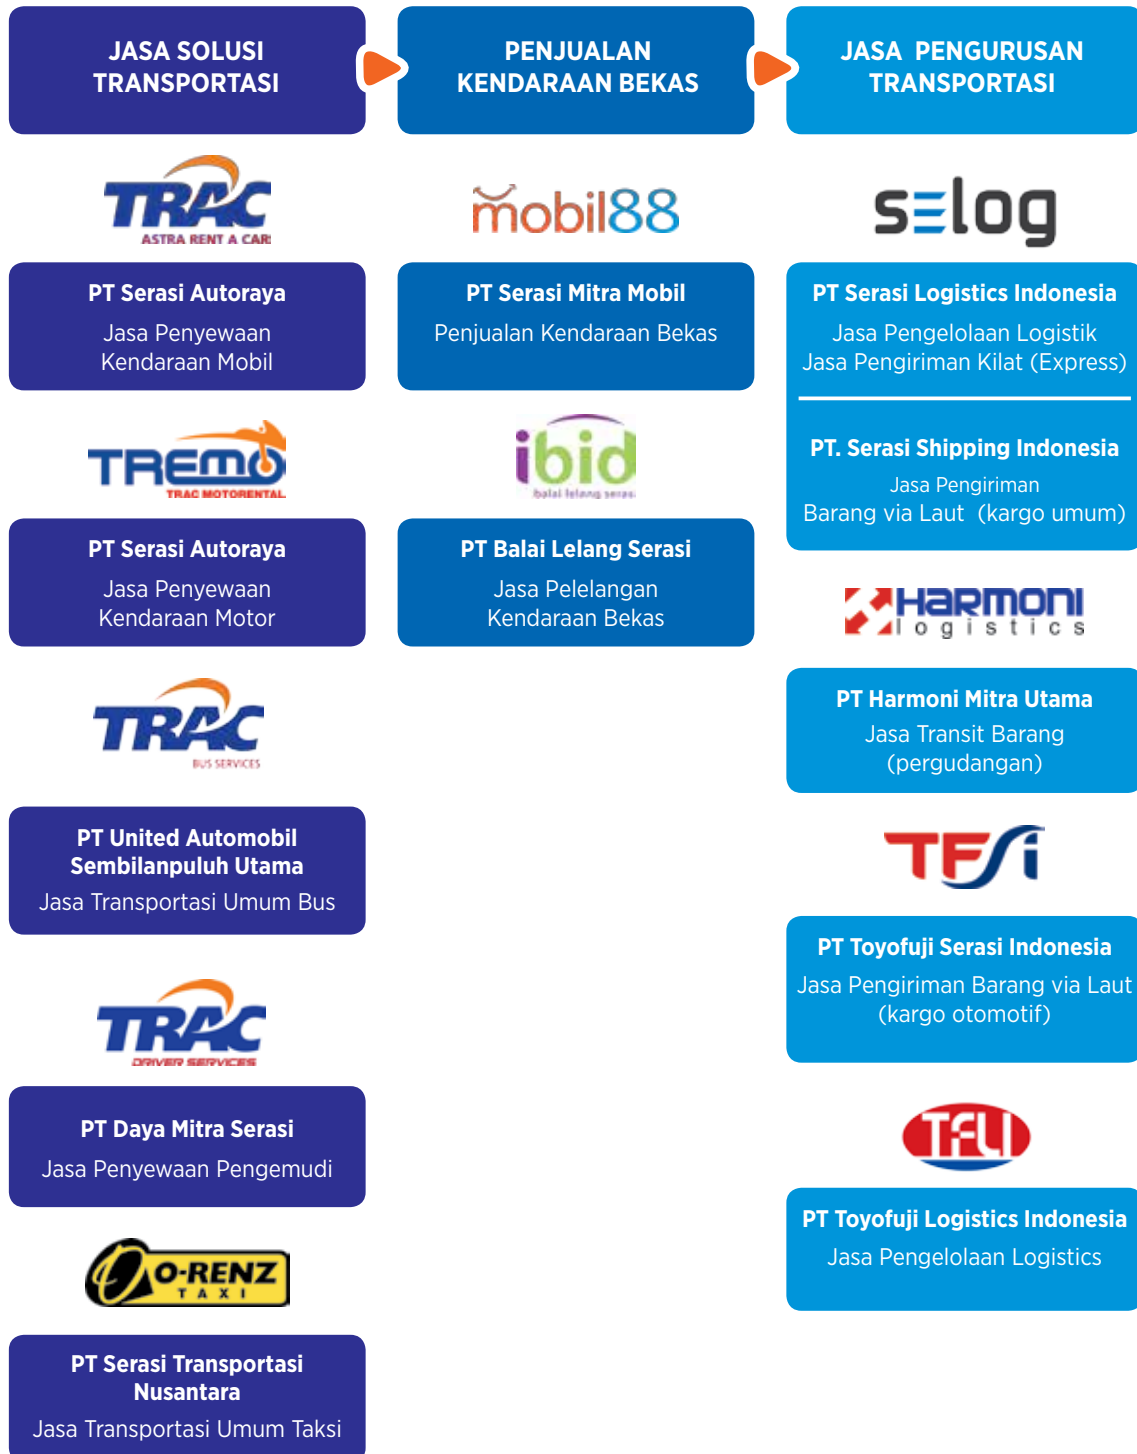 JASA SOLUSI
TRANSPORTASI
PENJUALAN
KENDARAAN BEKAS
JASA PENGURUSAN
TRANSPORTASI
TRAC
ASTRA RENT A CAR
PT Serasi Autoraya
Jasa Penyewaan
Kendaraan Mobil
TREMO
TRAC MOTORENTAL
PT Serasi Autoraya
Jasa Penyewaan
Kendaraan Motor
TRAC
BUS SERVICES
PT United Automobil
Sembilanpuluh Utama
Jasa Transportasi Umum Bus
TRAC
DRIVER SERVICES
PT Daya Mitra Serasi
Jasa Penyewaan Pengemudi
O-RENZ
TAXI
PT Serasi Transportasi
Nusantara
Jasa Transportasi Umum Taksi
mobil88
PT Serasi Mitra Mobil
Penjualan Kendaraan Bekas
ibid
balai lelang serasi
PT Balai Lelang Serasi
Jasa Pelelangan
Kendaraan Bekas
selog
PT Serasi Logistics Indonesia
Jasa Pengelolaan Logistik
Jasa Pengiriman Kilat (Express)
PT. Serasi Shipping Indonesia
Jasa Pengiriman
Barang via Laut (kargo umum)
HARMONI
logistics
PT Harmoni Mitra Utama
Jasa Transit Barang
(pergudangan)
TFSi
PT Toyofuji Serasi Indonesia
Jasa Pengiriman Barang via Laut
(kargo otomotif)
TFLI
PT Toyofuji Logistics Indonesia
Jasa Pengelolaan Logistics